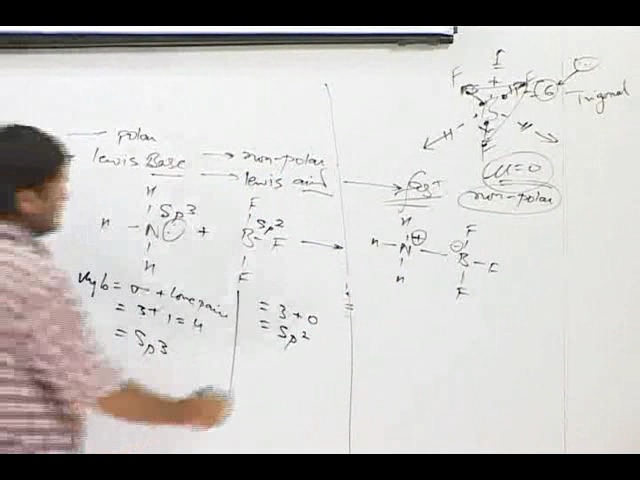 polar
lewis Base → non-polar
→ lewis acid →
H
Sp3
H - N : +
H
F
Sp2
B - F →
F
Hyb = σ + lone pair
= 3 + 1 = 4
= Sp3
= 3 + 0
= Sp2
F
F
6
Trigonal
F
μ = 0
non-polar
H
H - N ⊕ - B - F
⊖
H
F
F